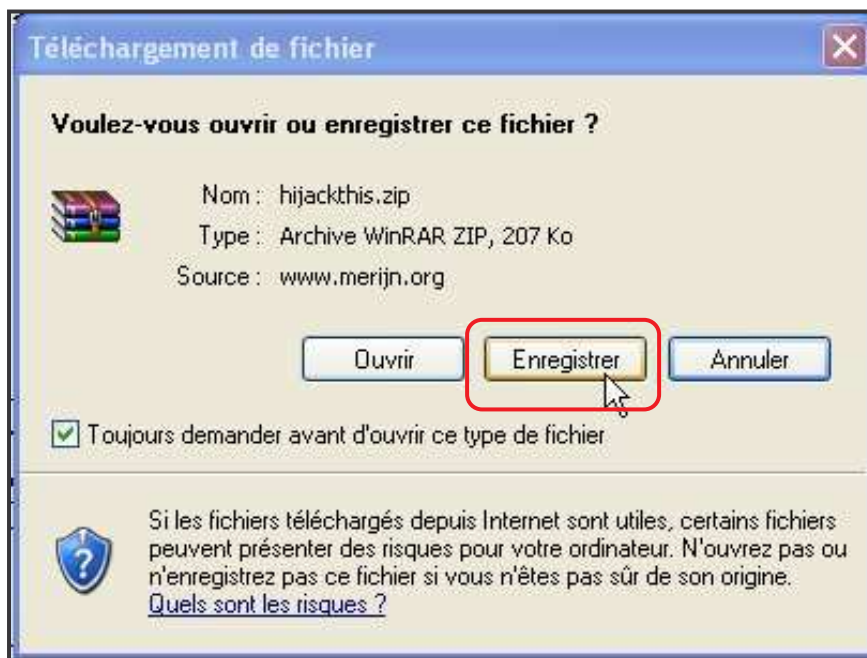 Téléchargement de fichier
Voulez-vous ouvrir ou enregistrer ce fichier ?
Nom : hijackthis.zip
Type : Archive WinRAR ZIP, 207 Ko
Source : www.merijn.org
Ouvrir Enregistrer Annuler
Toujours demander avant d'ouvrir ce type de fichier
Si les fichiers téléchargés depuis Internet sont utiles, certains fichiers
peuvent présenter des risques pour votre ordinateur. N'ouvrez pas ou
n'enregistrez pas ce fichier si vous n'êtes pas sûr de son origine.
Quels sont les risques ?